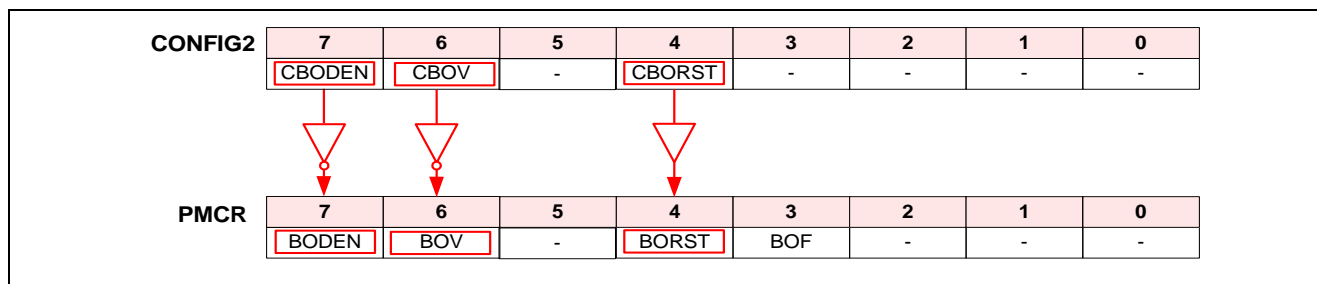 CONFIG2 7 6 5 4 3 2 1 0
CBODEN CBOV - CBORST - - - -
PMCR 7 6 5 4 3 2 1 0
BODEN BOV - BORST BOF - - -